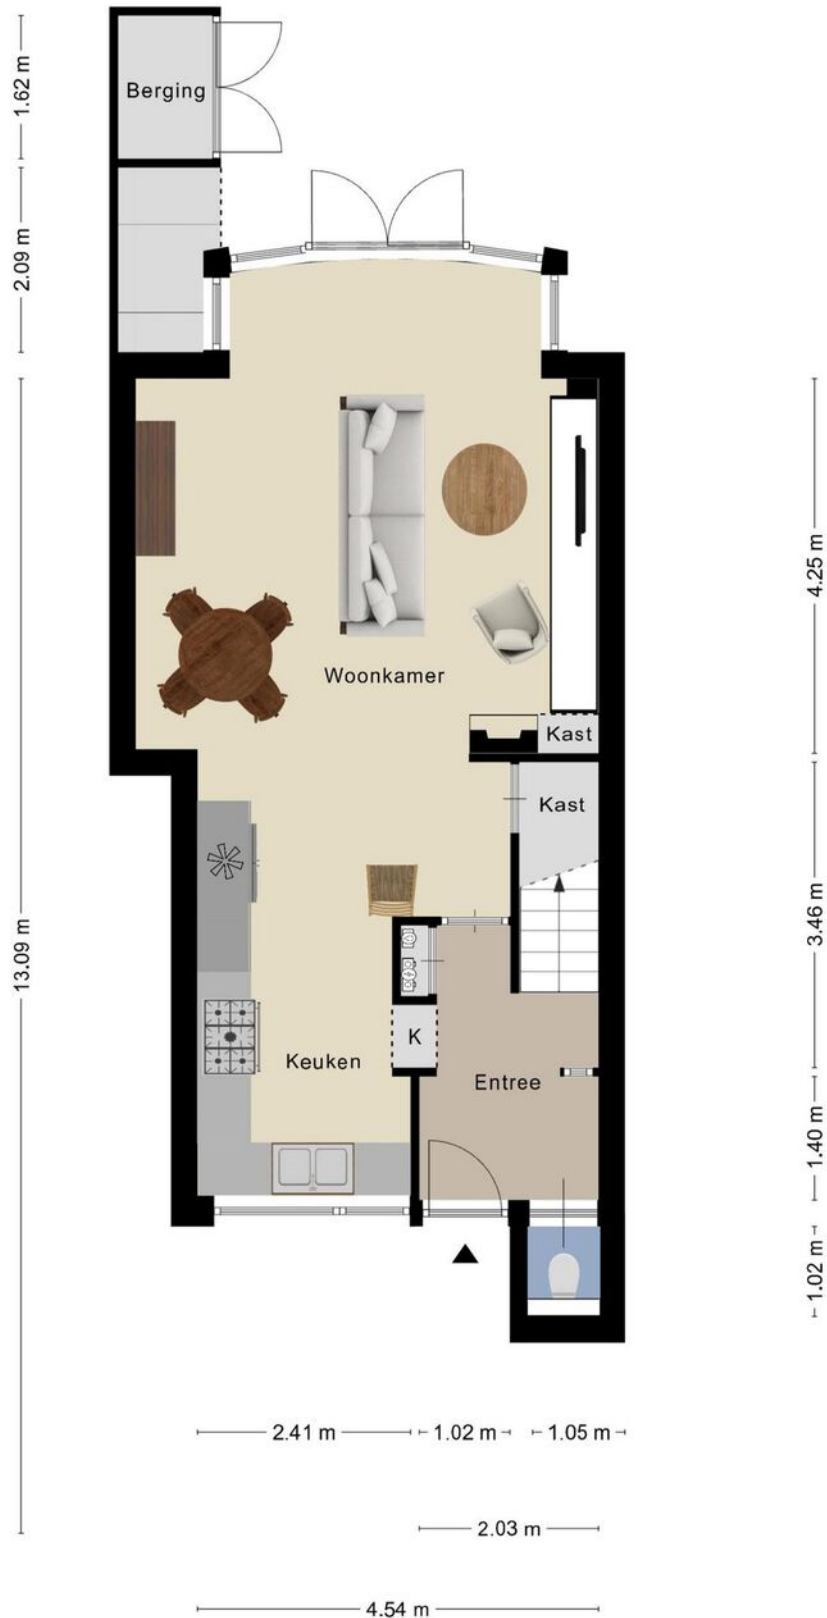 1.62 m
Berging
2.09 m
4.25 m
Woonkamer
Kast
Kast
3.46 m
13.09 m
K
Keuken
Entree
1.40 m
1.02 m
2.41 m
1.02 m
1.05 m
2.03 m
4.54 m